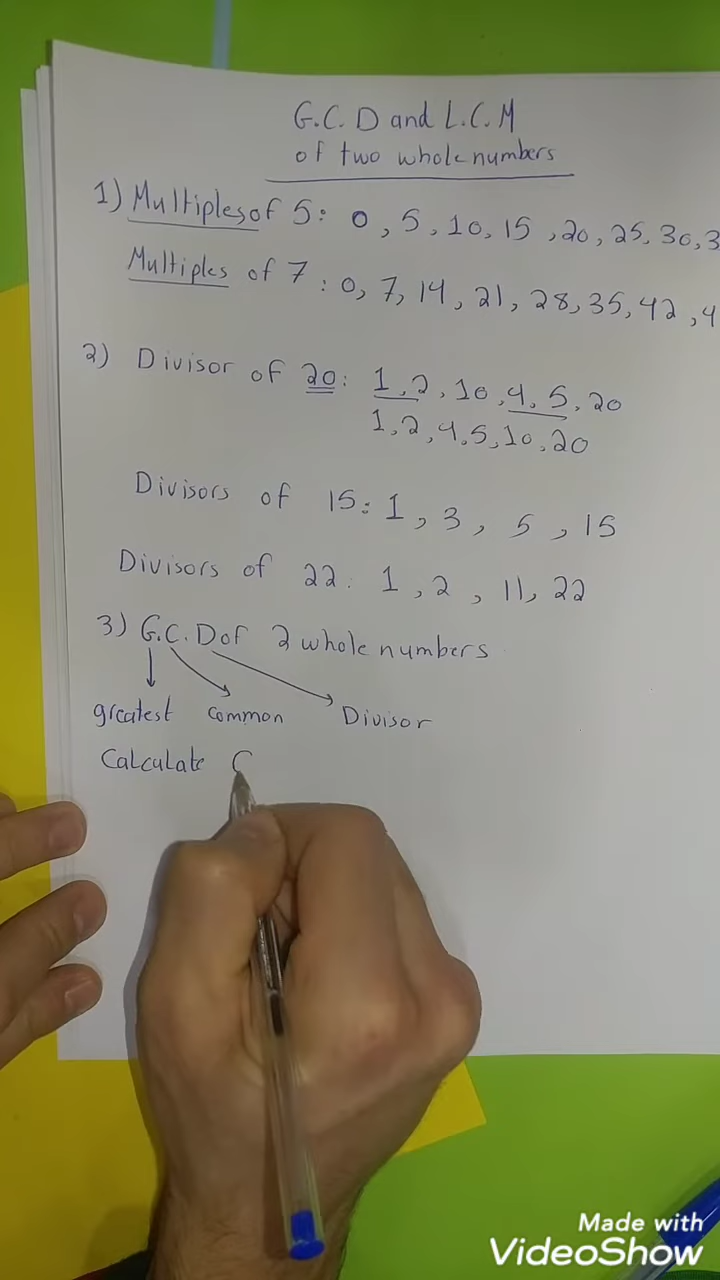 G.C.D and L.C.M
of two whole numbers
1) Multiples of 5: 0, 5, 10, 15, 20, 25, 30, 3
Multiples of 7: 0, 7, 14, 21, 28, 35, 42, 4
2) Divisor of 20: 1, 2, 10, 4, 5, 20
1, 2, 4, 5, 10, 20
Divisors of 15: 1, 3, 5, 15
Divisors of 22: 1, 2, 11, 22
3) G.C.D of 2 whole numbers
greatest common Divisor
Calculate C
Made with
VideoShow